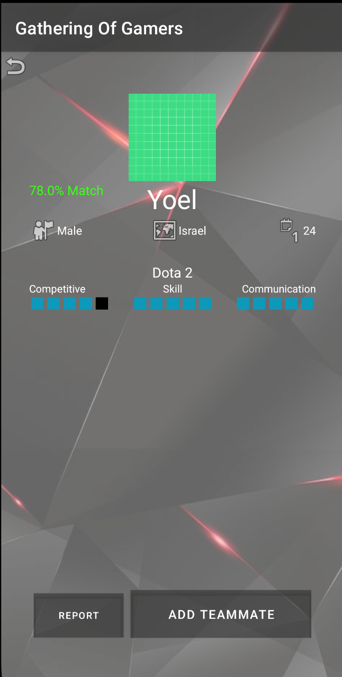 Gathering Of Gamers
78.0% Match
Yoel
Male
Israel
1 24
Dota 2
Competitive Skill Communication
REPORT ADD TEAMMATE